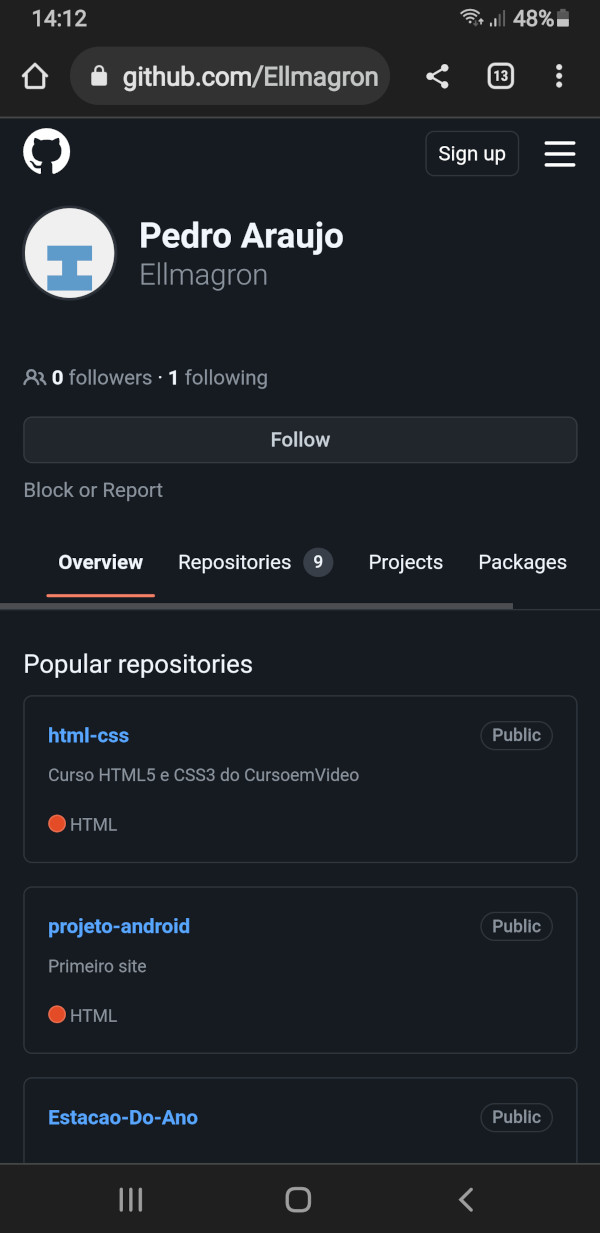 14:12 48%
github.com/Ellmagron 13
Sign up
Pedro Araujo
Ellmagron
0 followers · 1 following
Follow
Block or Report
Overview Repositories 9 Projects Packages
Popular repositories
html-css Public
Curso HTML5 e CSS3 do CursoemVideo
HTML
projeto-android Public
Primeiro site
HTML
Estacao-Do-Ano Public